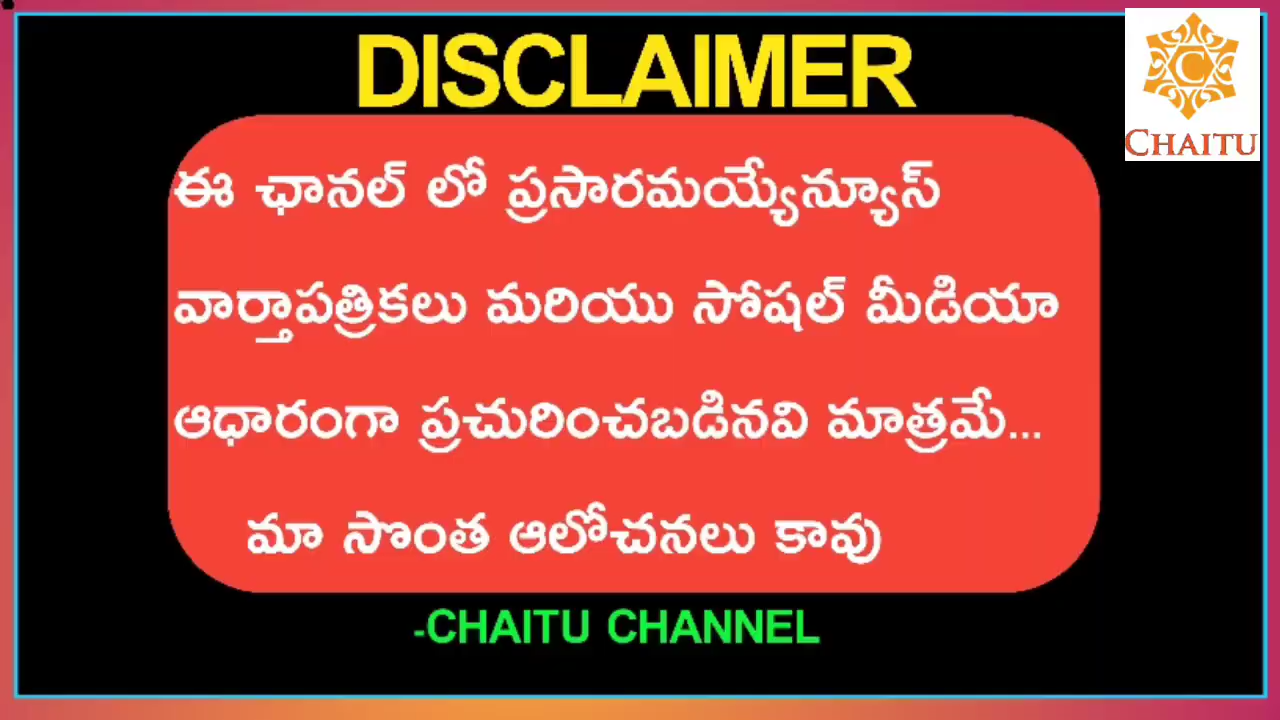 DISCLAIMER
CHAITU
ఈ ఛానల్ లో ప్రసారమయ్యేన్యూస్
వార్తాపత్రికలు మరియు సోషల్ మీడియా
ఆధారంగా ప్రచురించబడినవి మాత్రమే...
మా సొంత ఆలోచనలు కావు
-CHAITU CHANNEL